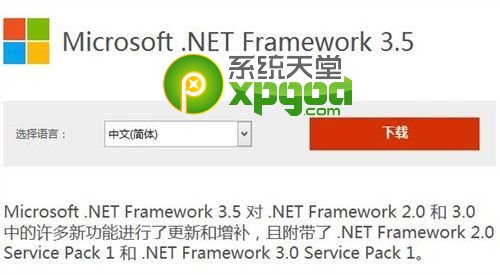 Microsoft .NET Framework 3.5
系统天堂
xpgod.com
选择语言：
中文(简体)
下载
Microsoft .NET Framework 3.5 对 .NET Framework 2.0 和 3.0
中的许多新功能进行了更新和增补，且附带了 .NET Framework 2.0
Service Pack 1 和 .NET Framework 3.0 Service Pack 1。